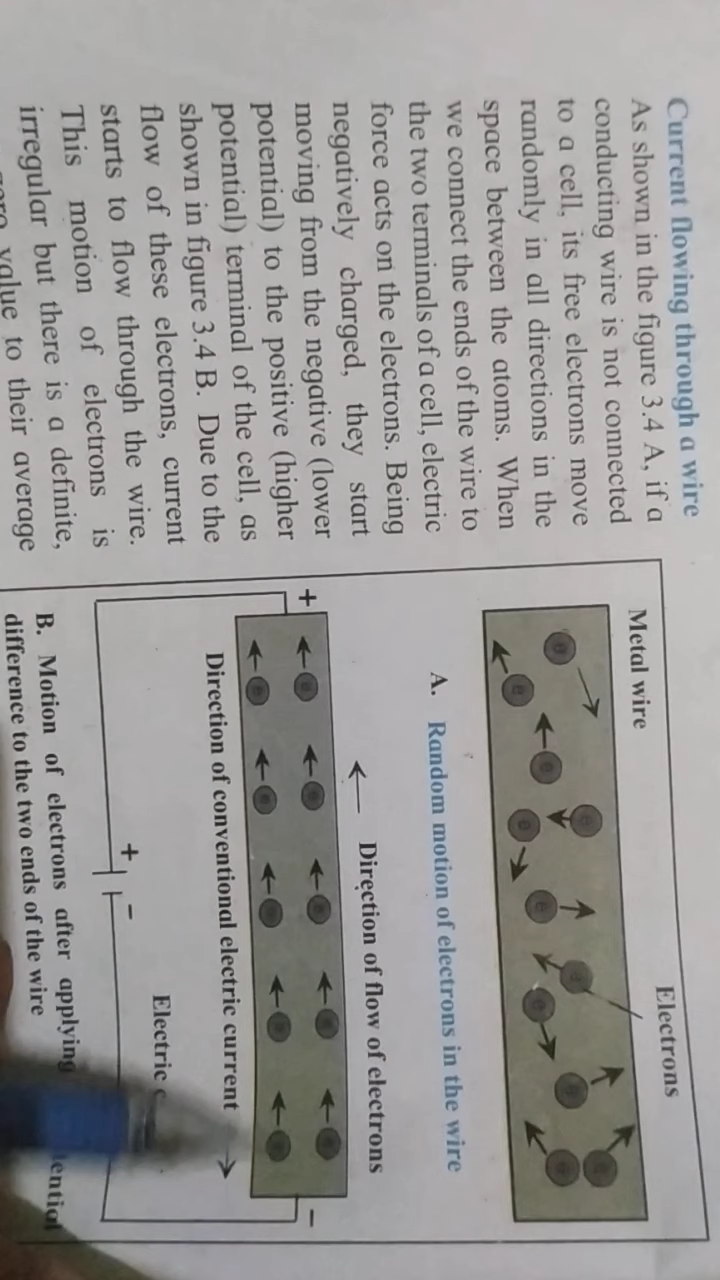 Current flowing through a wire
As shown in the figure 3.4 A, if a
conducting wire is not connected
to a cell, its free electrons move
randomly in all directions in the
space between the atoms. When
we connect the ends of the wire to
the two terminals of a cell, electric
force acts on the electrons. Being
negatively charged, they start
moving from the negative (lower
potential) to the positive (higher
potential) terminal of the cell, as
shown in figure 3.4 B. Due to the
flow of these electrons, current
starts to flow through the wire.
This motion of electrons is
irregular but there is a definite,
value to their average
Metal wire
Electrons
A. Random motion of electrons in the wire
Direction of flow of electrons
+
-
Direction of conventional electric current
Electric
+
-
B. Motion of electrons after applying
difference to the two ends of the wire